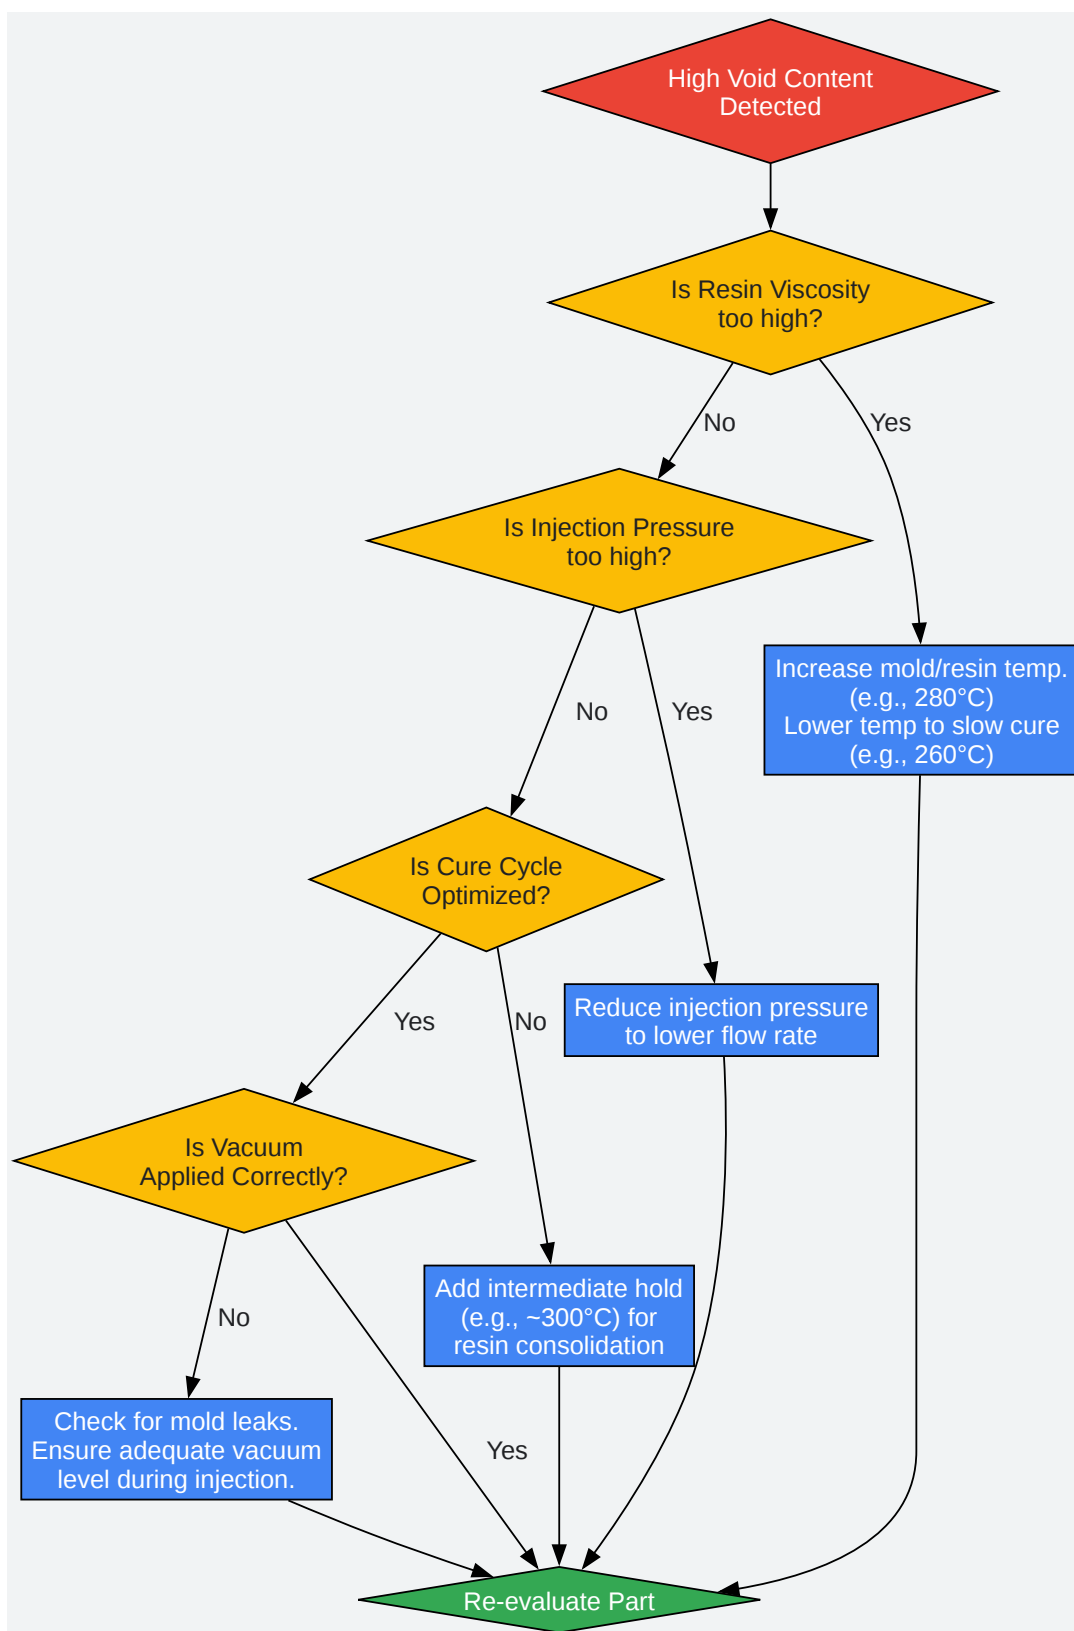 High Void Content
Detected
Is Resin Viscosity
too high?
No
Yes
Is Injection Pressure
too high?
Increase mold/resin temp.
(e.g., 280°C)
Lower temp to slow cure
(e.g., 260°C)
No
Yes
Is Cure Cycle
Optimized?
Reduce injection pressure
to lower flow rate
Yes
No
Is Vacuum
Applied Correctly?
Add intermediate hold
(e.g., ~300°C) for
resin consolidation
No
Check for mold leaks.
Ensure adequate vacuum
level during injection.
Yes
Re-evaluate Part